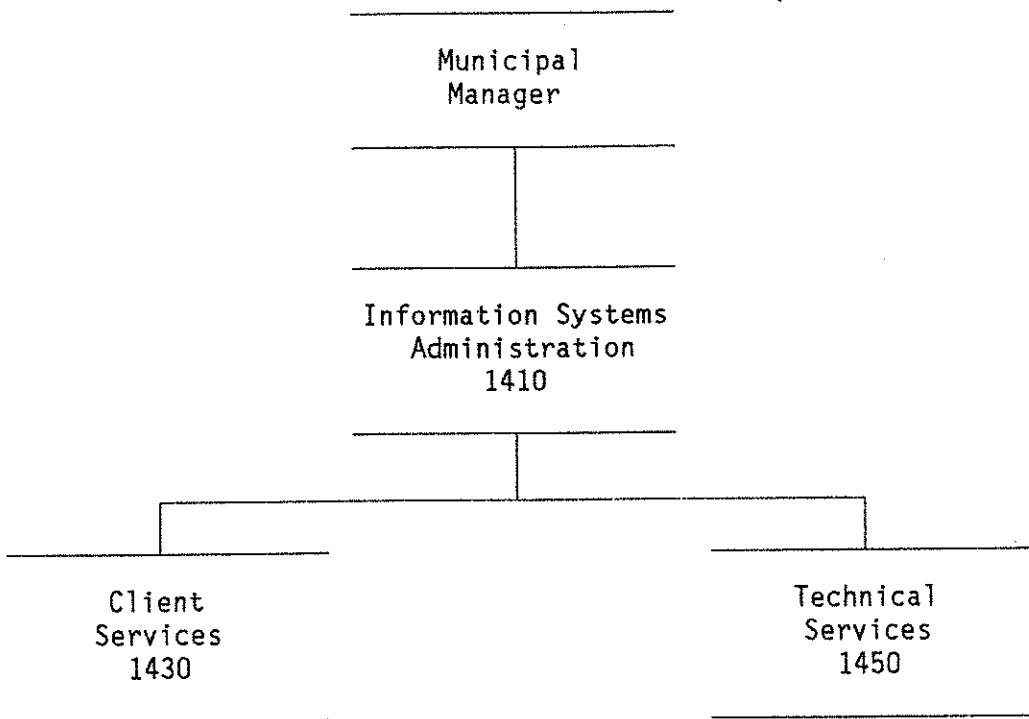 Municipal
Manager
Information Systems
Administration
1410
Client
Services
1430
Technical
Services
1450